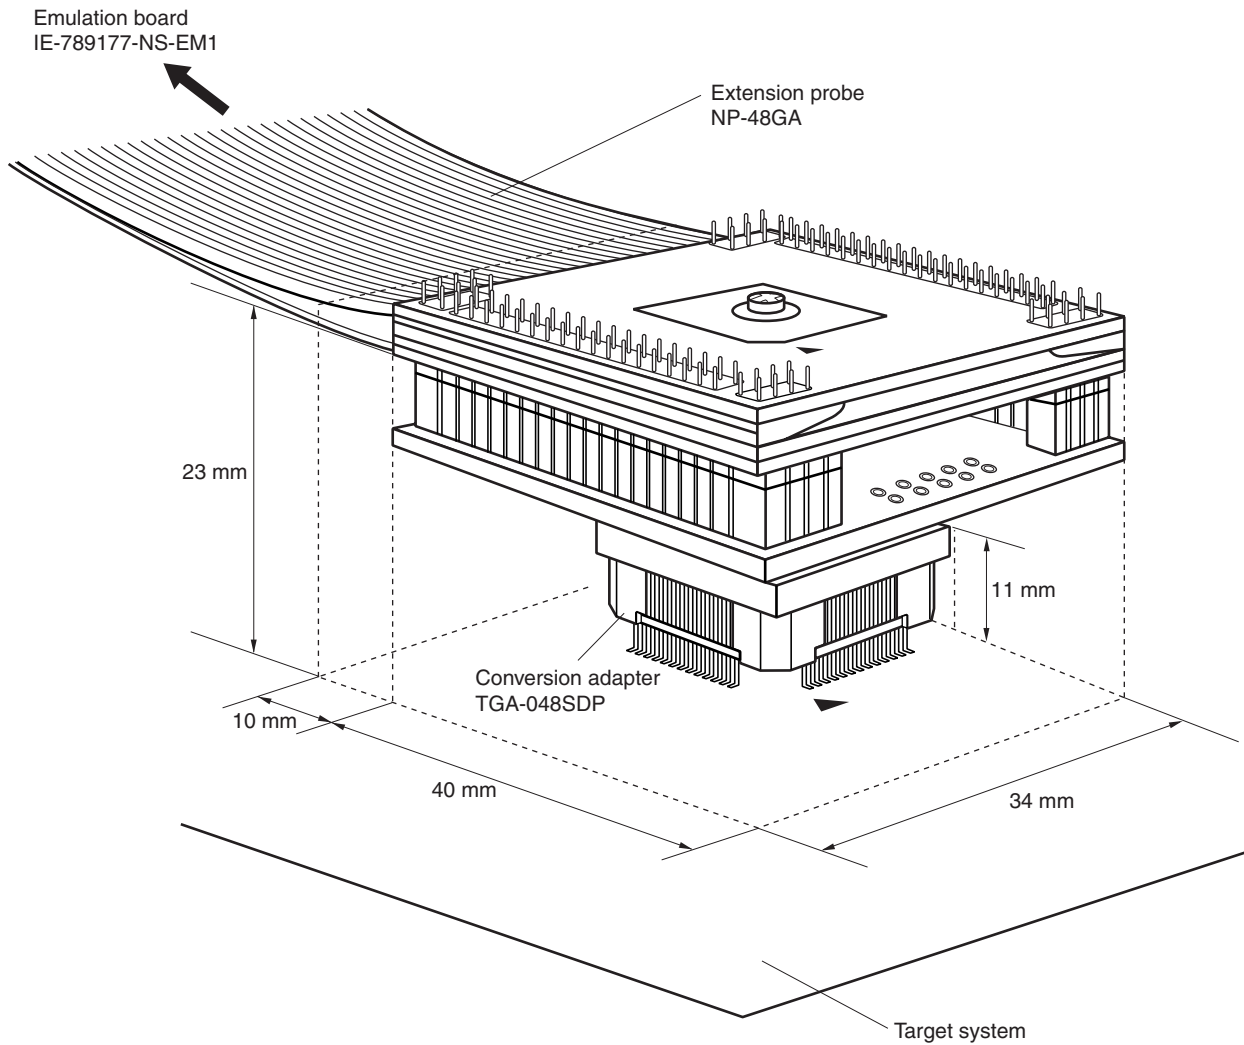 Emulation board
IE-789177-NS-EM1
Extension probe
NP-48GA
23 mm
11 mm
Conversion adapter
TGA-048SDP
10 mm
40 mm
34 mm
Target system